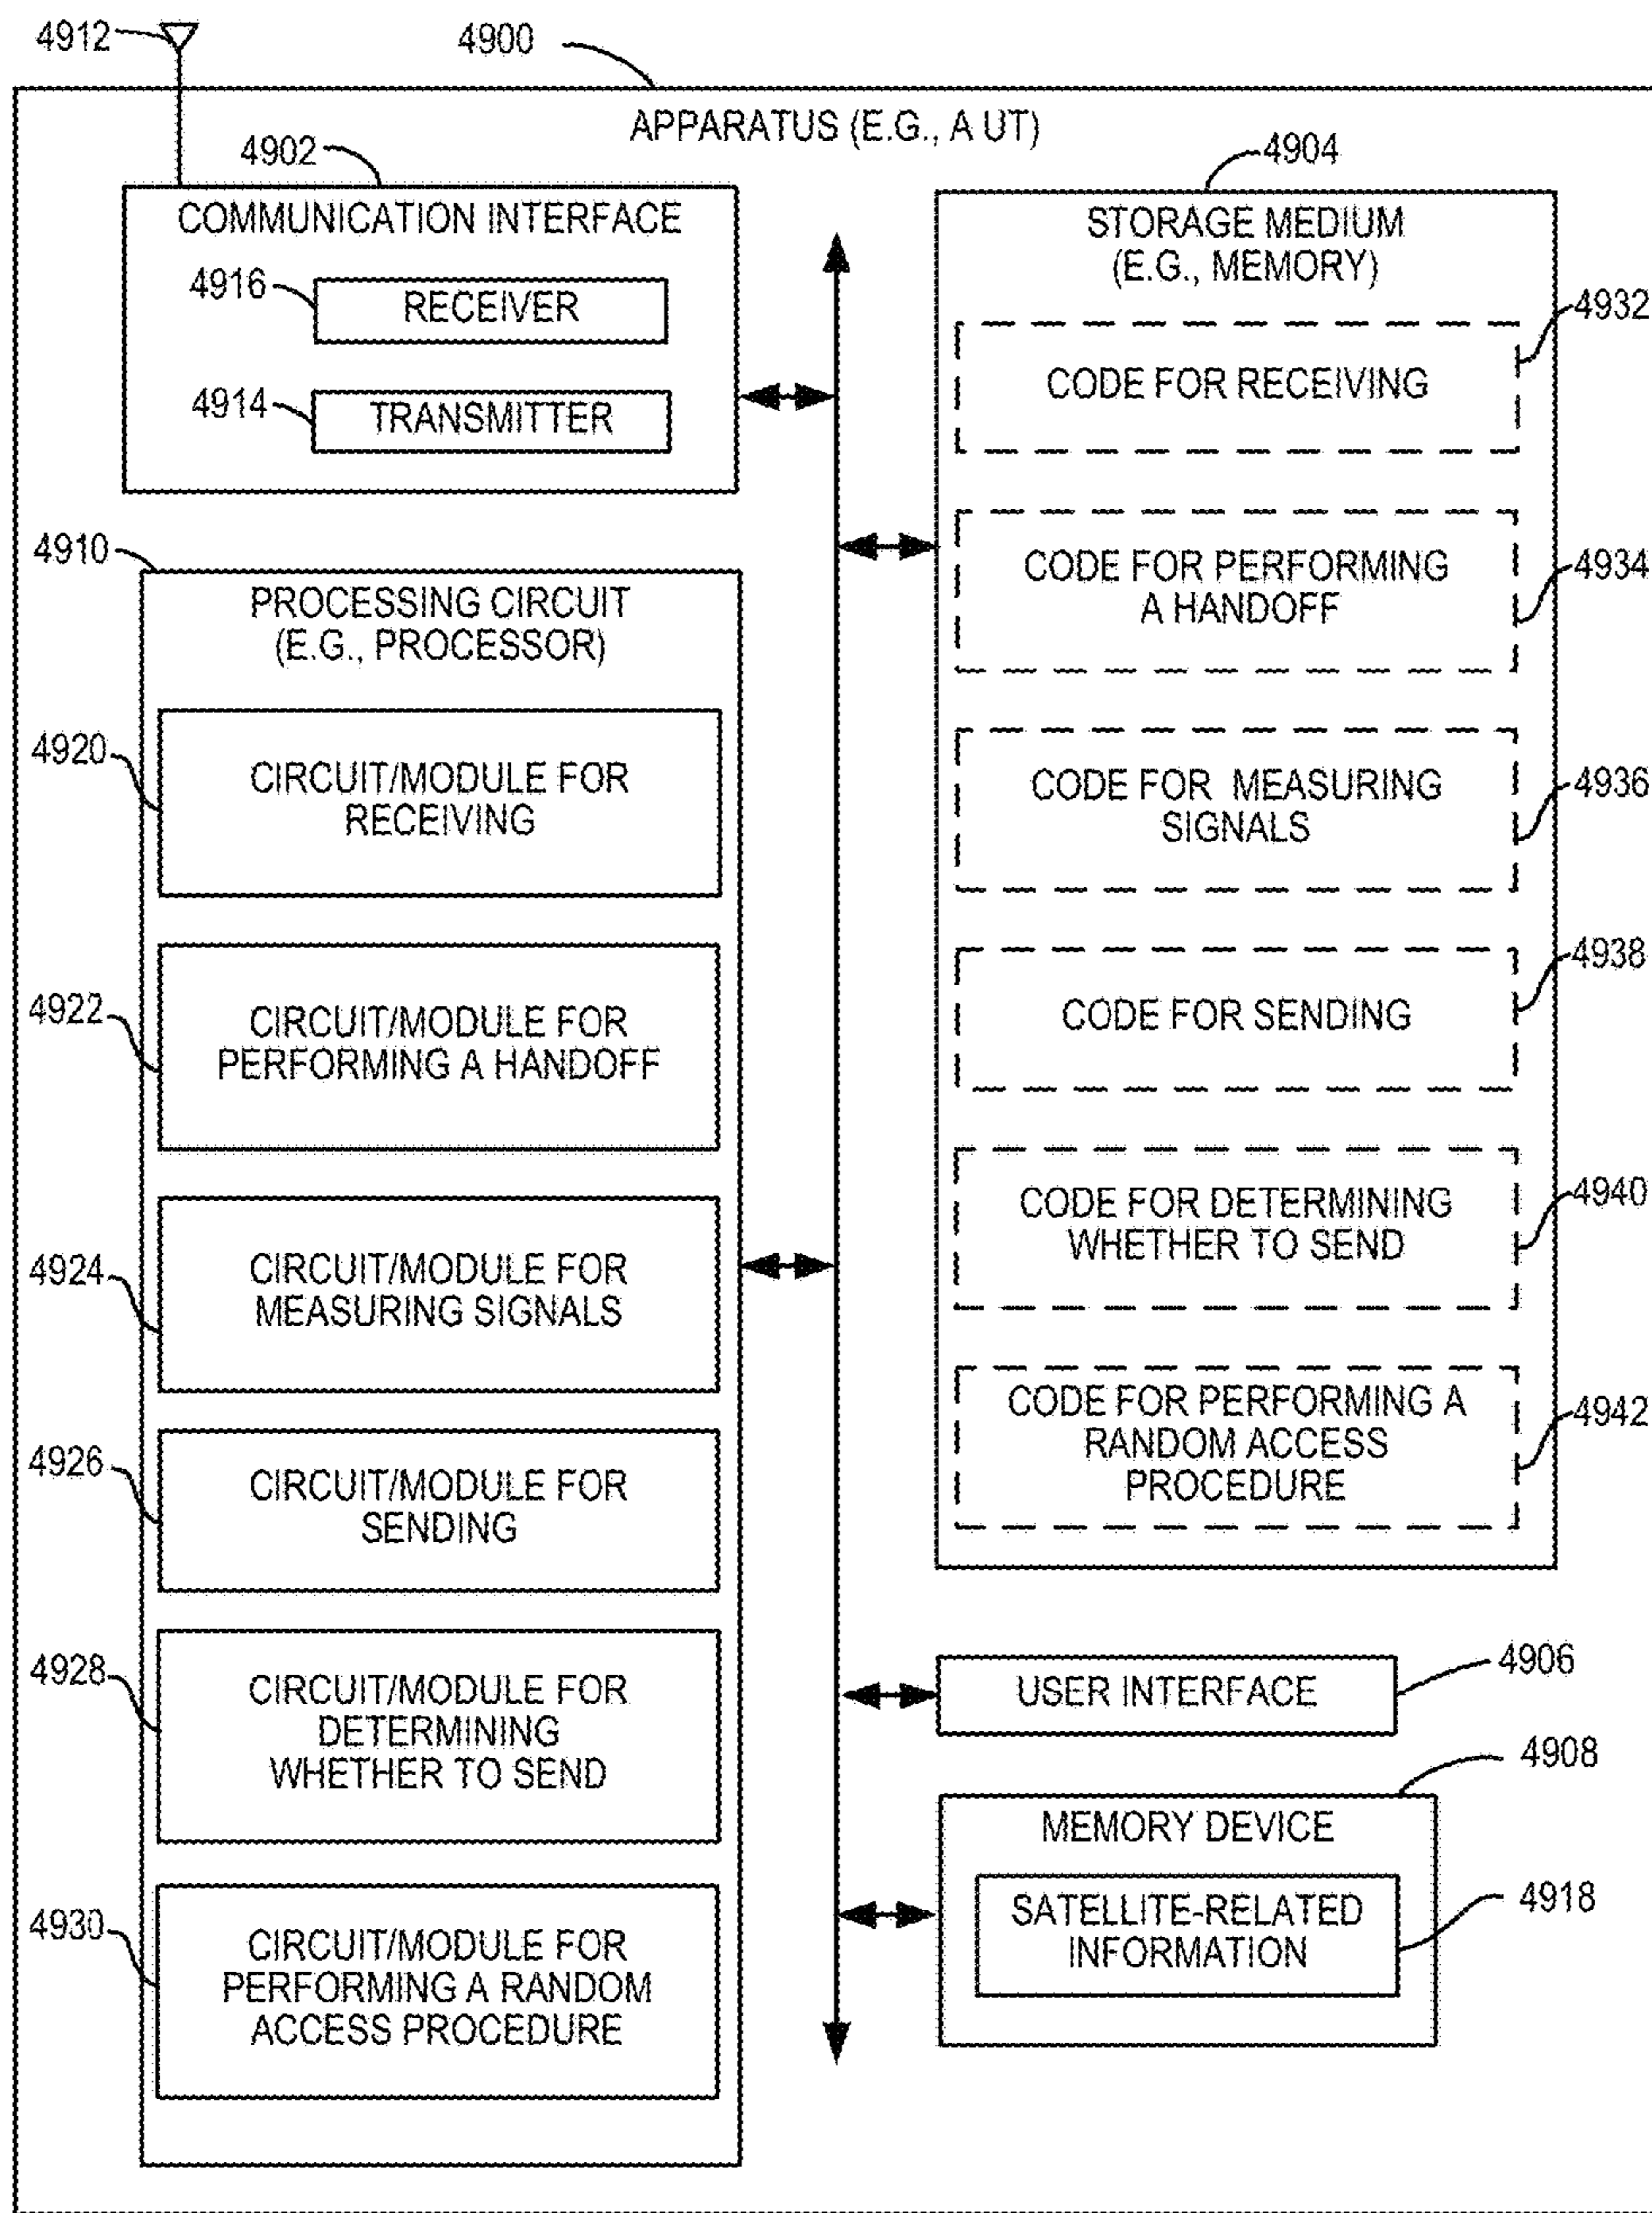 4912
4900
APPARATUS (E.G., A UT)
4902
COMMUNICATION INTERFACE
4916
RECEIVER
4914
TRANSMITTER
4910
PROCESSING CIRCUIT
(E.G., PROCESSOR)
4920
CIRCUIT/MODULE FOR
RECEIVING
4922
CIRCUIT/MODULE FOR
PERFORMING A HANDOFF
4924
CIRCUIT/MODULE FOR
MEASURING SIGNALS
4926
CIRCUIT/MODULE FOR
SENDING
4928
CIRCUIT/MODULE FOR
DETERMINING
WHETHER TO SEND
4930
CIRCUIT/MODULE FOR
PERFORMING A RANDOM
ACCESS PROCEDURE
4904
STORAGE MEDIUM
(E.G., MEMORY)
4932
CODE FOR RECEIVING
CODE FOR PERFORMING
A HANDOFF
4934
CODE FOR MEASURING
SIGNALS
4936
4938
CODE FOR SENDING
CODE FOR DETERMINING
WHETHER TO SEND
4940
CODE FOR PERFORMING A
RANDOM ACCESS
PROCEDURE
4942
USER INTERFACE
4906
4908
MEMORY DEVICE
SATELLITE-RELATED
INFORMATION
4918